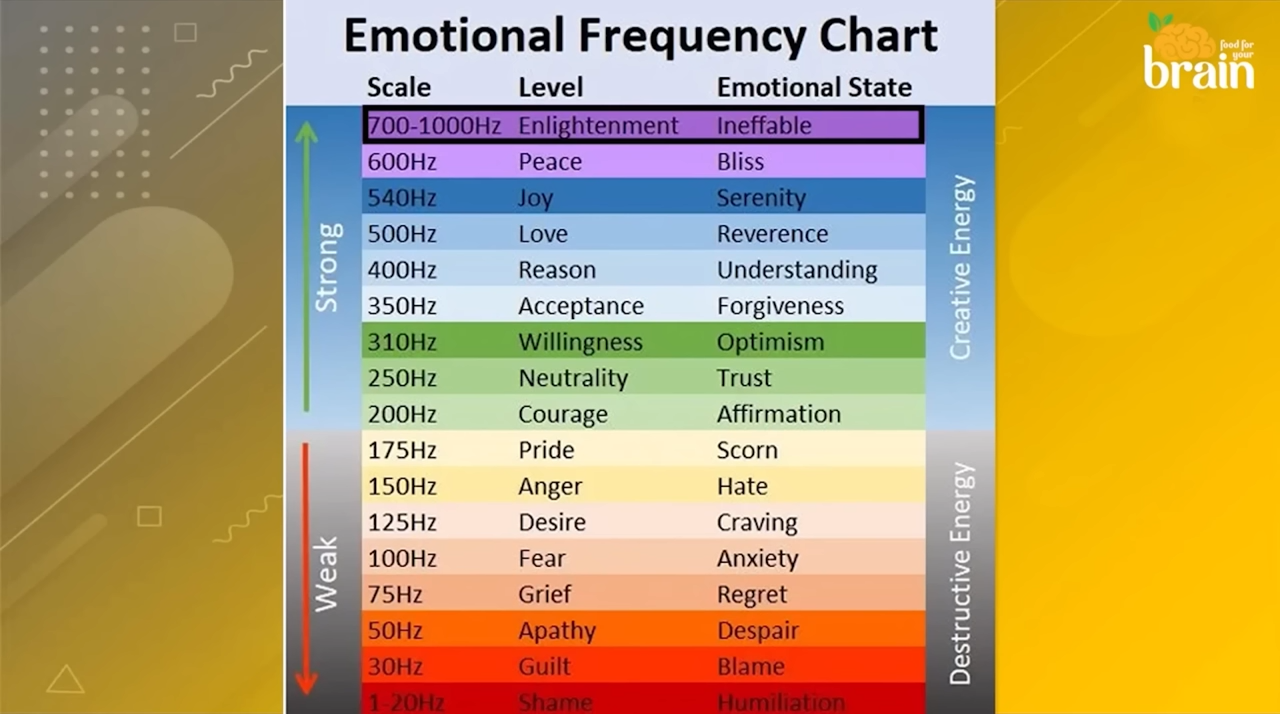 Emotional Frequency Chart
food for
your
brain
Scale Level Emotional State
700-1000Hz Enlightenment Ineffable
600Hz Peace Bliss
540Hz Joy Serenity
500Hz Love Reverence
400Hz Reason Understanding
350Hz Acceptance Forgiveness
310Hz Willingness Optimism
250Hz Neutrality Trust
200Hz Courage Affirmation
175Hz Pride Scorn
150Hz Anger Hate
125Hz Desire Craving
100Hz Fear Anxiety
75Hz Grief Regret
50Hz Apathy Despair
30Hz Guilt Blame
1-20Hz Shame Humiliation
Strong
Weak
Creative Energy
Destructive Energy